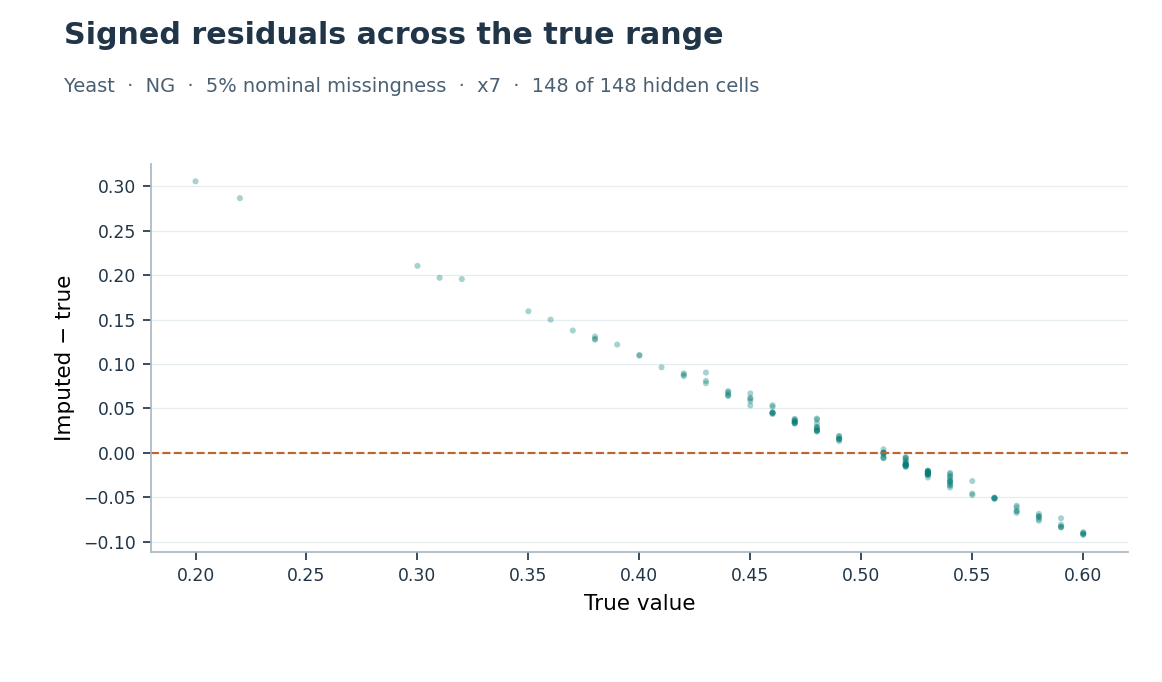 Signed residuals across the true range
Yeast · NG · 5% nominal missingness · x7 · 148 of 148 hidden cells
Imputed − true
0.30
0.25
0.20
0.15
0.10
0.05
0.00
−0.05
−0.10
0.20 0.25 0.30 0.35 0.40 0.45 0.50 0.55 0.60
True value